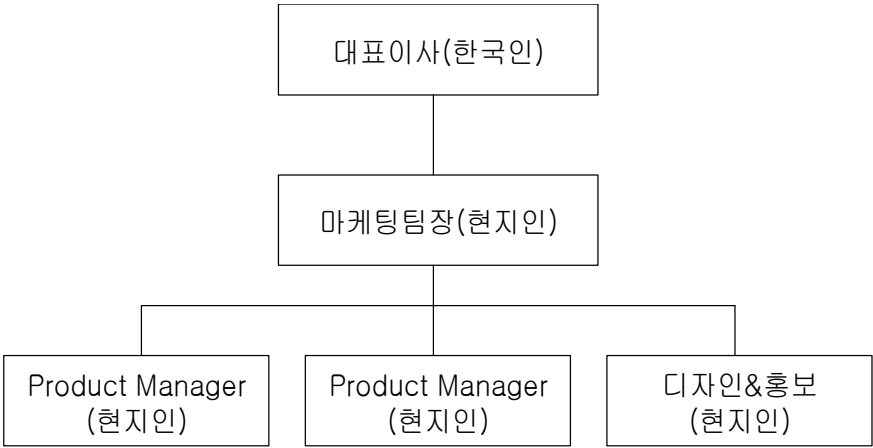 대표이사(한국인)
마케팅팀장(현지인)
Product Manager
(현지인)
Product Manager
(현지인)
디자인&홍보
(현지인)